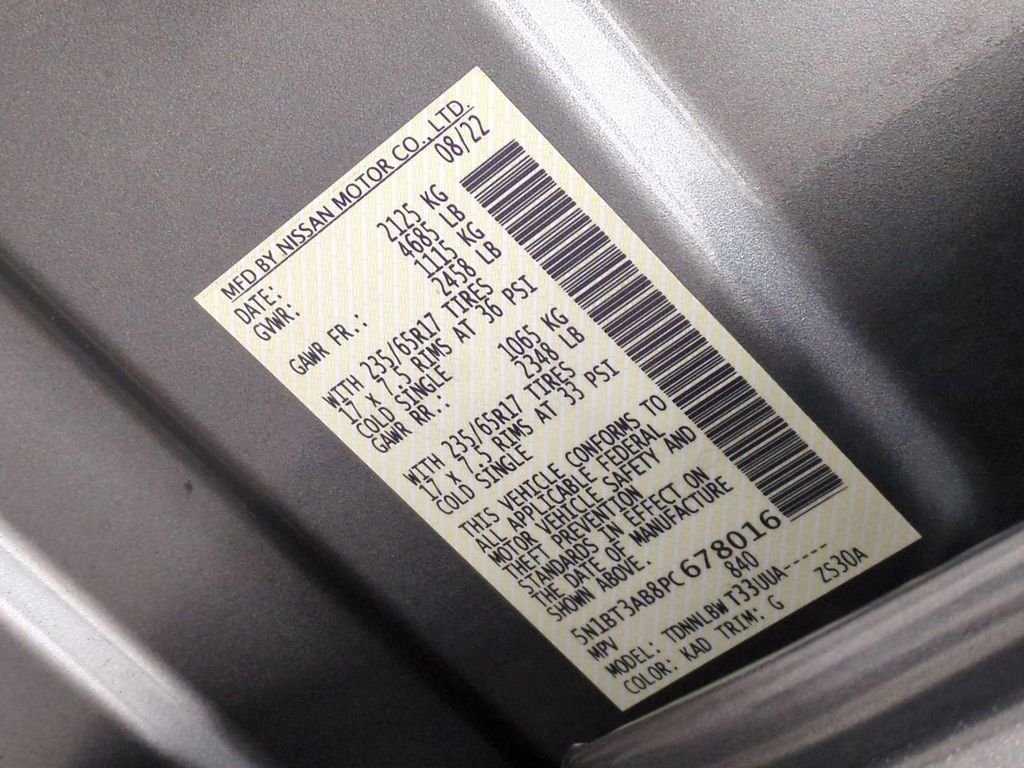 MFD BY NISSAN MOTOR CO., LTD.
DATE: 08/22
GVWR: 2125 KG
4685 LB
GAWR FR.: 1115 KG
2458 LB
WITH 235/65R17 TIRES
17 x 7.5 RIMS AT 36 PSI
COLD SINGLE
GAWR RR.: 1065 KG
2348 LB
WITH 235/65R17 TIRES
17 x 7.5 RIMS AT 33 PSI
COLD SINGLE
THIS VEHICLE CONFORMS TO
ALL APPLICABLE FEDERAL
MOTOR VEHICLE SAFETY AND
THEFT PREVENTION
STANDARDS IN EFFECT ON
THE DATE OF MANUFACTURE
SHOWN ABOVE.
5N1BT3AB8PC678016
MPV 840
MODEL: TDNNLBW T33UUA-----
COLOR: KAD TRIM; G ZS30A